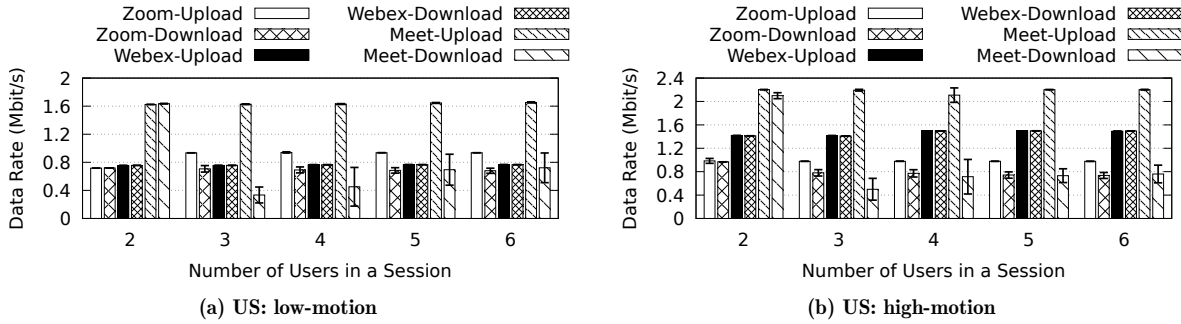 Zoom-Upload
Zoom-Download
Webex-Upload
Webex-Download
Meet-Upload
Meet-Download
Data Rate (Mbit/s)
2
1.6
1.2
0.8
0.4
0
2 3 4 5 6
Number of Users in a Session
(a) US: low-motion
Zoom-Upload
Zoom-Download
Webex-Upload
Webex-Download
Meet-Upload
Meet-Download
Data Rate (Mbit/s)
2.4
2
1.6
1.2
0.8
0.4
0
2 3 4 5 6
Number of Users in a Session
(b) US: high-motion